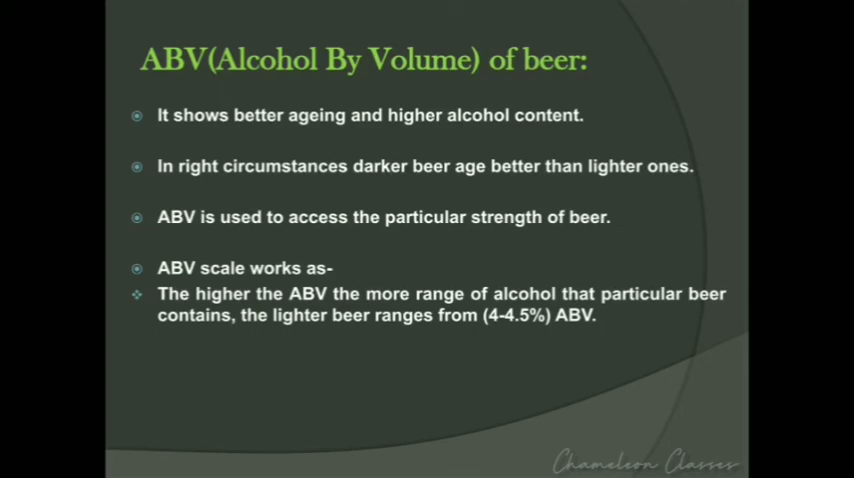 ABV(Alcohol By Volume) of beer:
It shows better ageing and higher alcohol content.
In right circumstances darker beer age better than lighter ones.
ABV is used to access the particular strength of beer.
ABV scale works as-
The higher the ABV the more range of alcohol that particular beer
contains, the lighter beer ranges from (4-4.5%) ABV.
Chameleon Classes